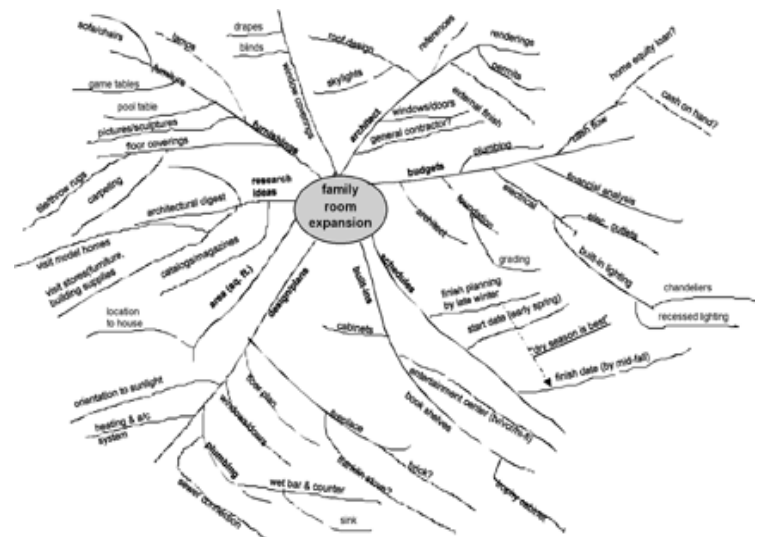 family
room
expansion
architect
roof design
skylights
references
renderings
permits
external finish
windows/doors
general contractor?
budgets
plumbing
cash flow
home equity loan?
cash on hand?
financial analysis
electrical
elec. outlets
built-in lighting
chandeliers
recessed lighting
foundation
grading
architect
schedules
finish planning
by late winter
start date (early spring)
"dry season is best"
finish date (by mid-fall)
built-ins
cabinets
entertainment center
book shelves
trophy cabinet
design/plans
floor plan
windows/doors
fireplace
brick?
franklin stove?
orientation to sunlight
heating & a/c
system
plumbing
wet bar & counter
sink
sewer connection
area (sq. ft.)
location
to house
research
ideas
architectural digest
visit model homes
visit stores(furniture,
building supplies
catalogs/magazines
furnishings
furniture
sofa/chairs
game tables
lamps
pool table
pictures/sculptures
floor coverings
tile/throw rugs
carpeting
window coverings
drapes
blinds